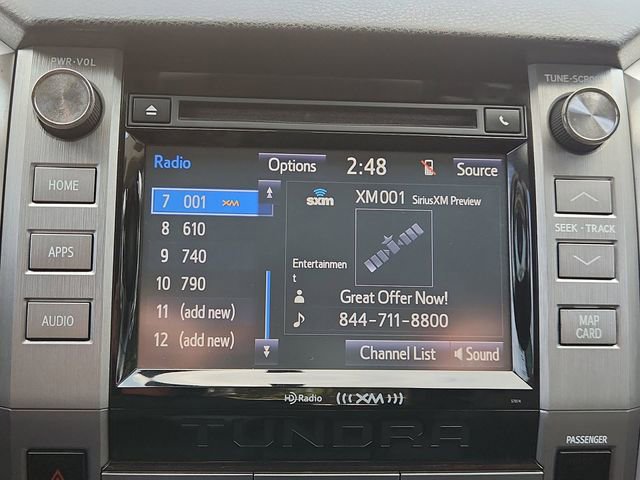 PWR•VOL
TUNE•SCROLL
Radio
Options
2:48
Source
HOME
7 001 XM
sxm
XM001 SiriusXM Preview
8 610
SEEK • TRACK
APPS
9 740
Entertainmen
t
10 790
Great Offer Now!
AUDIO
11 (add new)
844-711-8800
MAP
CARD
12 (add new)
Channel List
Sound
HD Radio
(((XM)))
57074
TUNDRA
PASSENGER